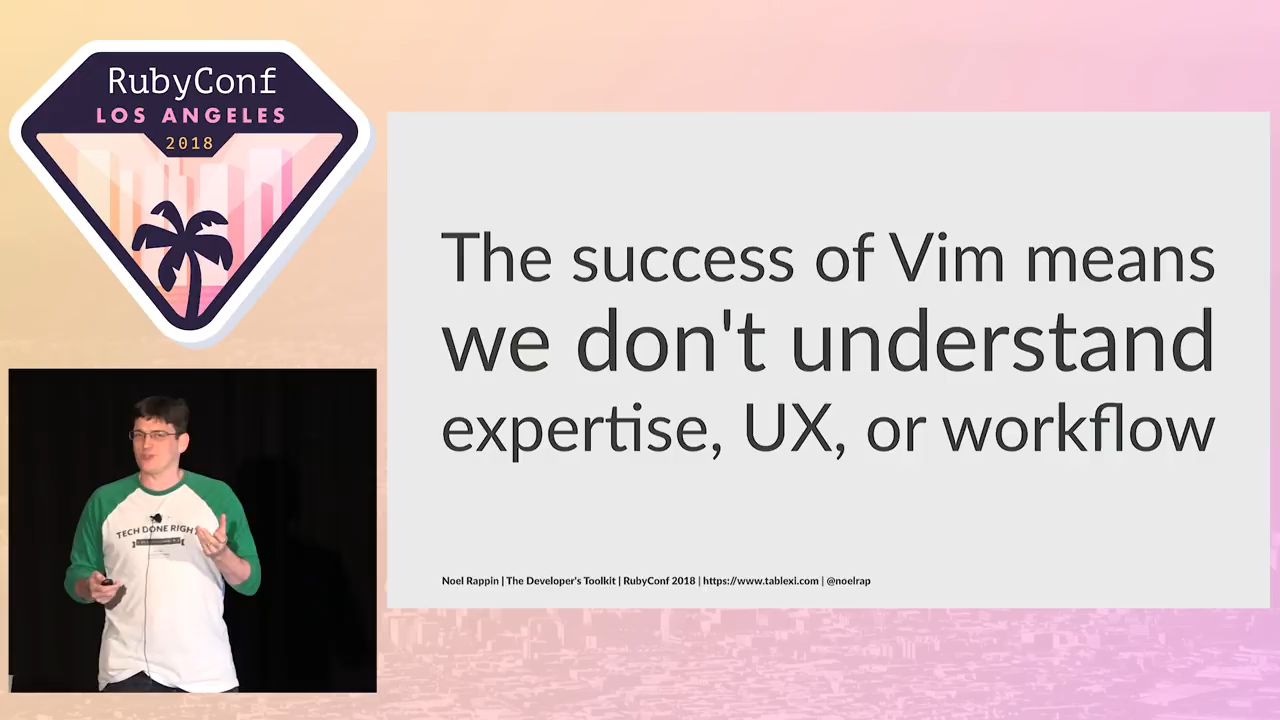 RubyConf
LOS ANGELES
2018
The success of Vim means
we don't understand
expertise, UX, or workflow
Noel Rappin | The Developer's Toolkit | RubyConf 2018 | https://www.tablexi.com | @noelrap
TECH DONE RIGHT